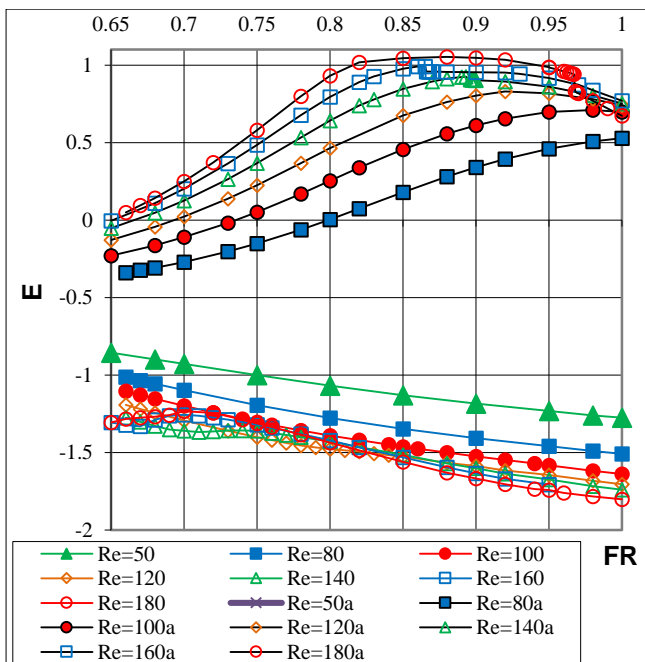 0.65 0.7 0.75 0.8 0.85 0.9 0.95 1
1
0.5
0
-0.5
-1
-1.5
-2
E
FR
Re=50 Re=80 Re=100
Re=120 Re=140 Re=160
Re=180 Re=50a Re=80a
Re=100a Re=120a Re=140a
Re=160a Re=180a